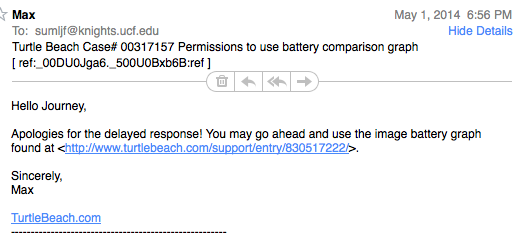 Max May 1, 2014 6:56 PM
To: sumljf@knights.ucf.edu Hide Details
Turtle Beach Case# 00317157 Permissions to use battery comparison graph
[ ref:_00DU0Jga6._500U0Bxb6B:ref ]
Hello Journey,
Apologies for the delayed response! You may go ahead and use the image battery graph
found at <http://www.turtlebeach.com/support/entry/830517222/>.
Sincerely,
Max
TurtleBeach.com
------------------------------------------------------